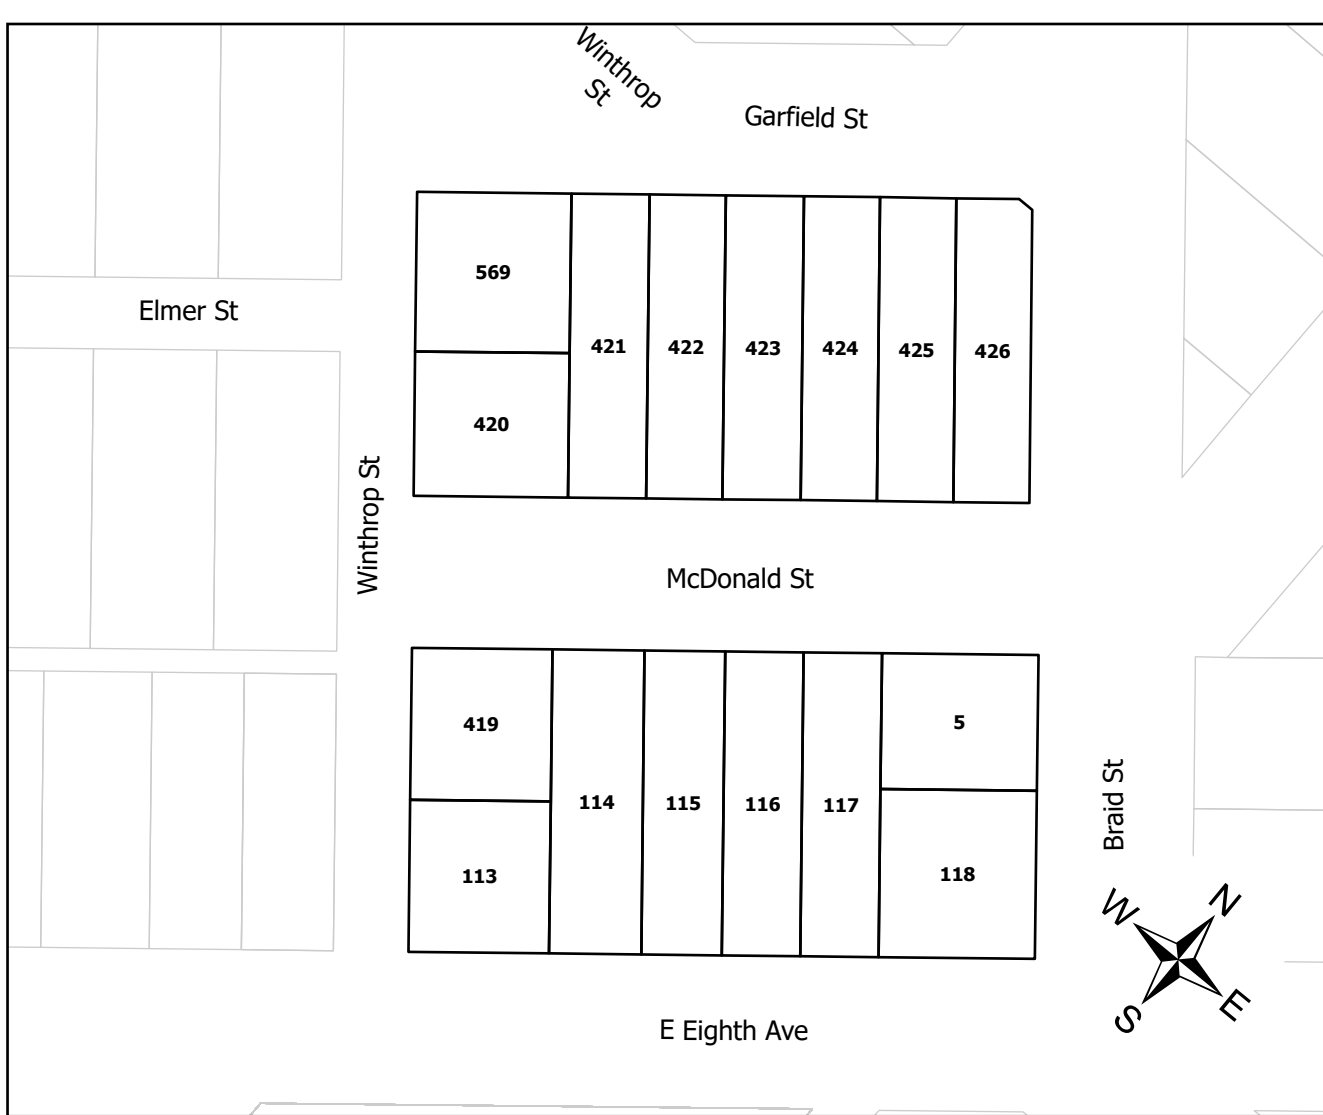 Winthrop
St
Garfield St
569
Elmer St
421
422
423
424
425
426
420
Winthrop St
McDonald St
419
5
114
115
116
117
Braid St
113
118
W
N
S
E
E Eighth Ave